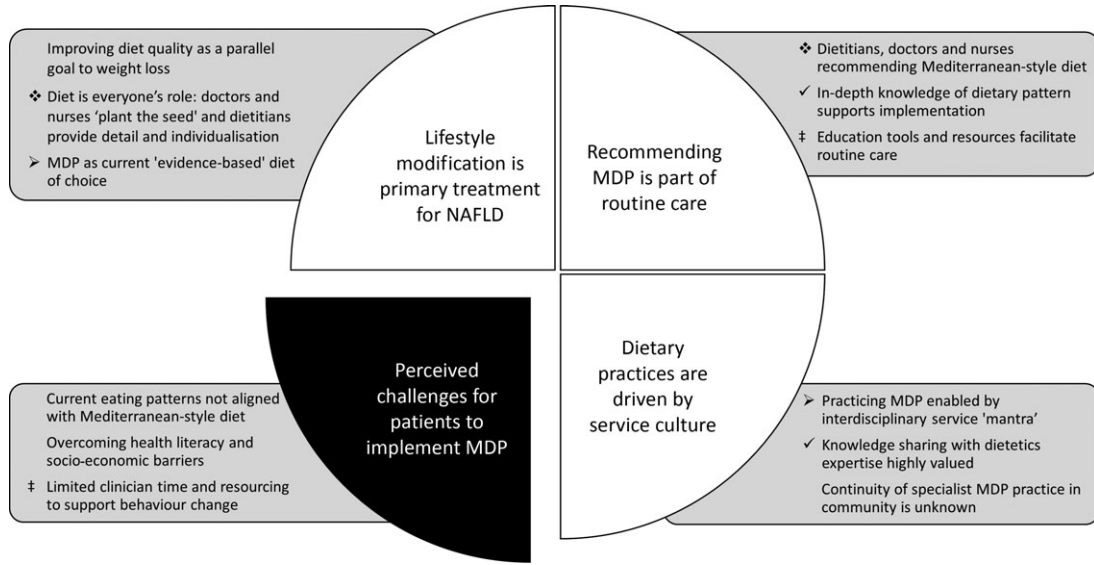 Improving diet quality as a parallel
goal to weight loss
❖ Diet is everyone’s role: doctors and
nurses ‘plant the seed' and dietitians
provide detail and individualisation
➢ MDP as current 'evidence-based' diet
of choice
Lifestyle
modification is
primary treatment
for NAFLD
Recommending
MDP is part of
routine care
❖ Dietitians, doctors and nurses
recommending Mediterranean-style diet
✓ In-depth knowledge of dietary pattern
supports implementation
‡ Education tools and resources facilitate
routine care
Current eating patterns not aligned
with Mediterranean-style diet
Overcoming health literacy and
socio-economic barriers
‡ Limited clinician time and resourcing
to support behaviour change
Perceived
challenges for
patients to
implement MDP
Dietary
practices are
driven by
service culture
➢ Practicing MDP enabled by
interdisciplinary service 'mantra’
✓ Knowledge sharing with dietetics
expertise highly valued
Continuity of specialist MDP practice in
community is unknown